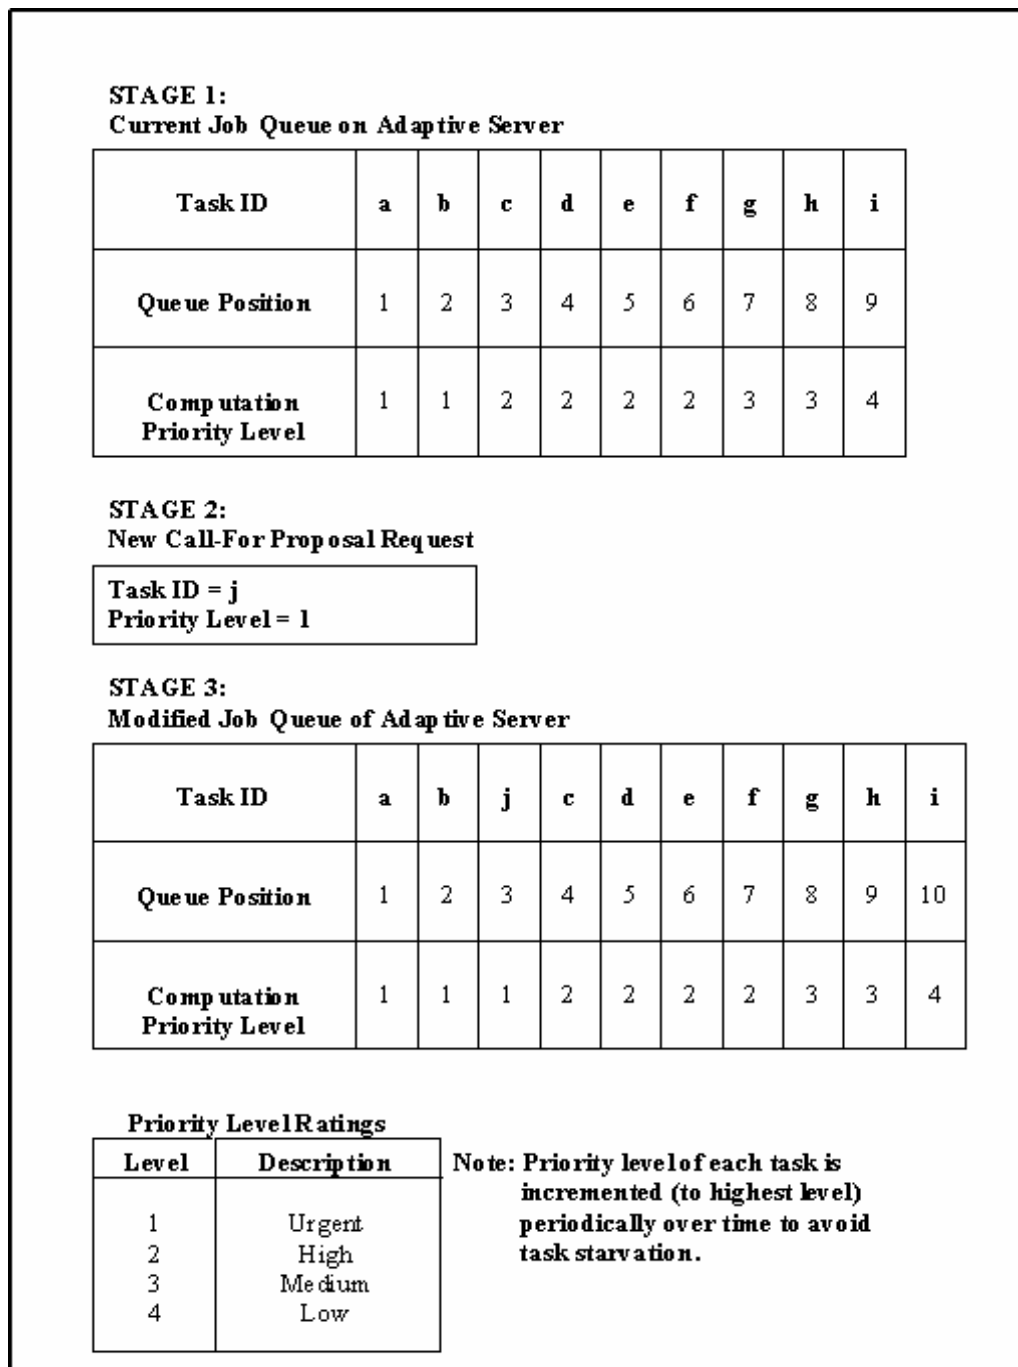 STAGE 1:
Current Job Queue on Adaptive Server
Task ID a b c d e f g h i
Queue Position 1 2 3 4 5 6 7 8 9
Computation
Priority Level 1 1 2 2 2 2 3 3 4
STAGE 2:
New Call-For Proposal Request
Task ID = j
Priority Level = 1
STAGE 3:
Modified Job Queue of Adaptive Server
Task ID a b j c d e f g h i
Queue Position 1 2 3 4 5 6 7 8 9 10
Computation
Priority Level 1 1 1 2 2 2 2 3 3 4
Priority Level Ratings
Level Description
1 Urgent
2 High
3 Medium
4 Low
Note: Priority level of each task is
incremented (to highest level)
periodically over time to avoid
task starvation.